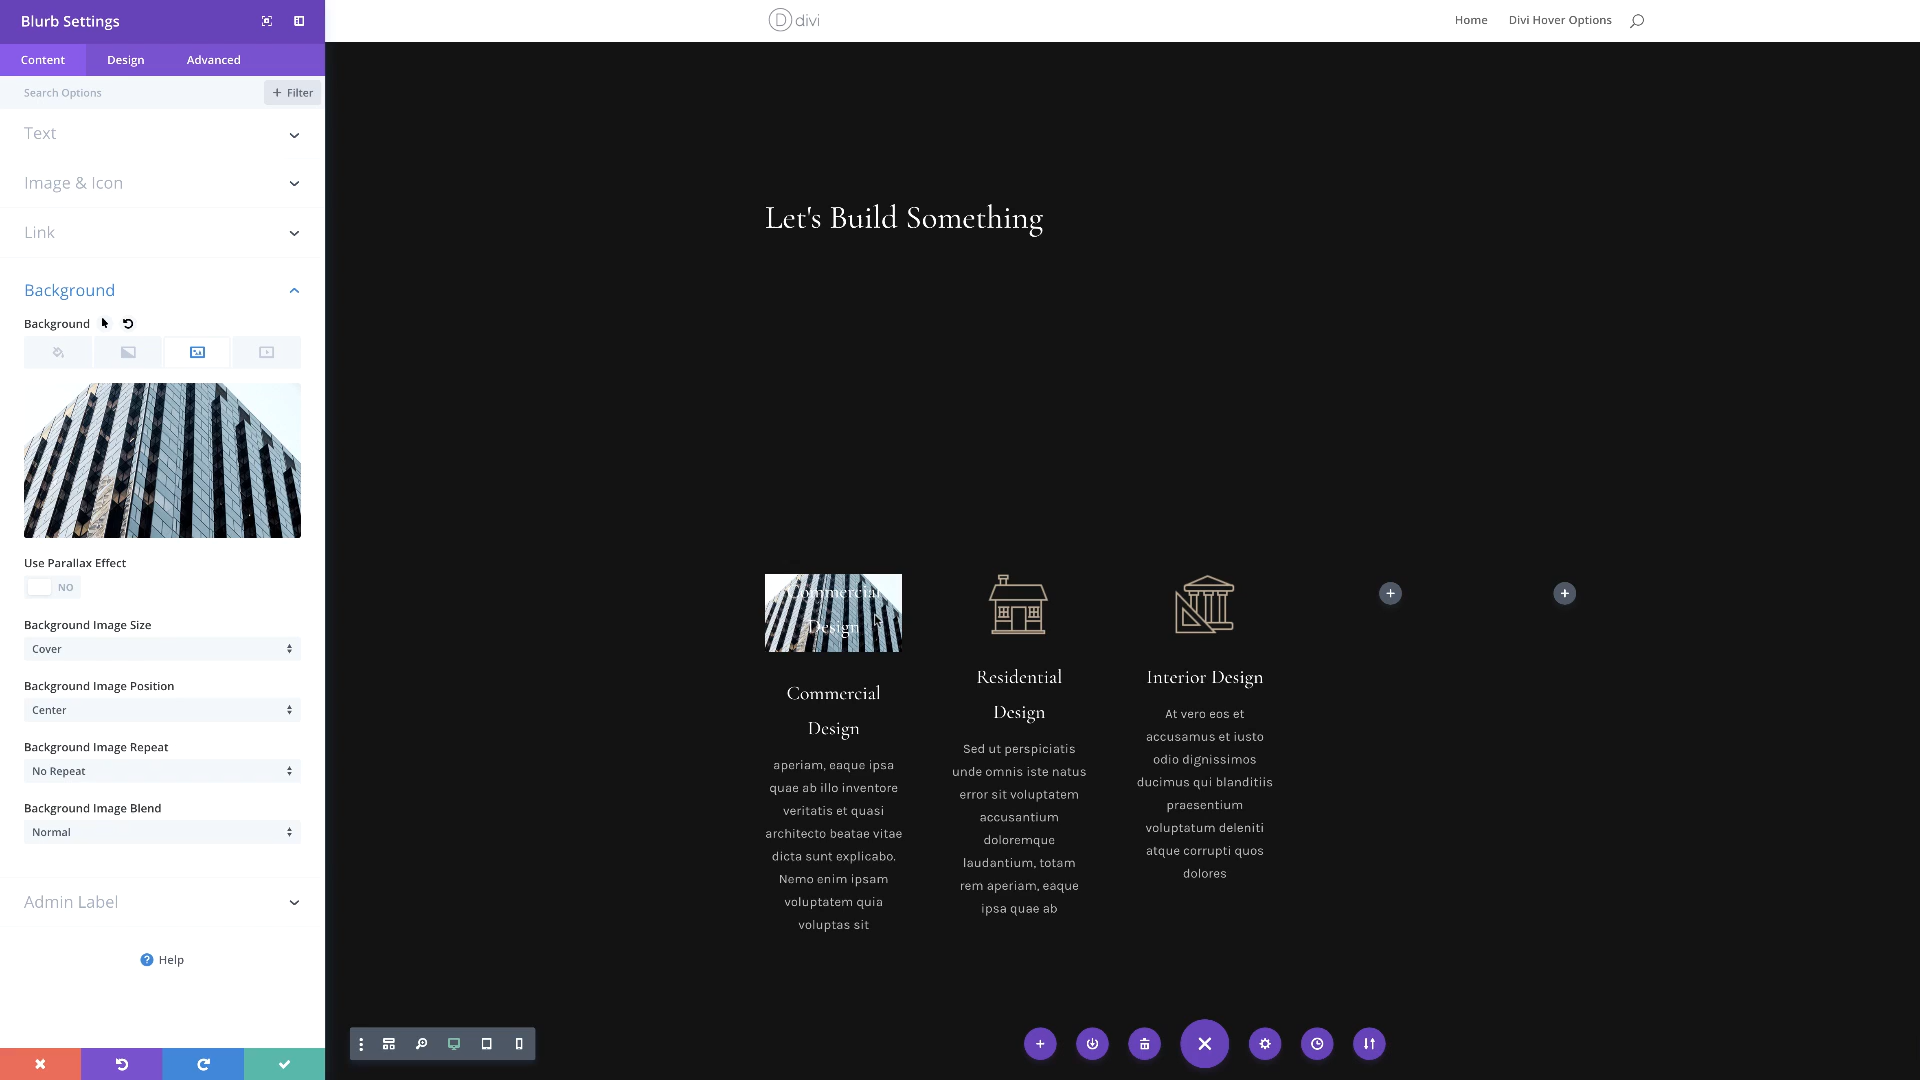 Blurb Settings
Content
Design
Advanced
Search Options
+ Filter
Text
Image & Icon
Link
Background
Background
Use Parallax Effect
NO
Background Image Size
Cover
Background Image Position
Center
Background Image Repeat
No Repeat
Background Image Blend
Normal
Admin Label
? Help
D divi
Home
Divi Hover Options
Let's Build Something
Commercial
Design
Commercial
Design
aperiam, eaque ipsa
quae ab illo inventore
veritatis et quasi
architecto beatae vitae
dicta sunt explicabo.
Nemo enim ipsam
voluptatem quia
voluptas sit
Residential
Design
Sed ut perspiciatis
unde omnis iste natus
error sit voluptatem
accusantium
doloremque
laudantium, totam
rem aperiam, eaque
ipsa quae ab
Interior Design
At vero eos et
accusamus et iusto
odio dignissimos
ducimus qui blanditiis
praesentium
voluptatum deleniti
atque corrupti quos
dolores